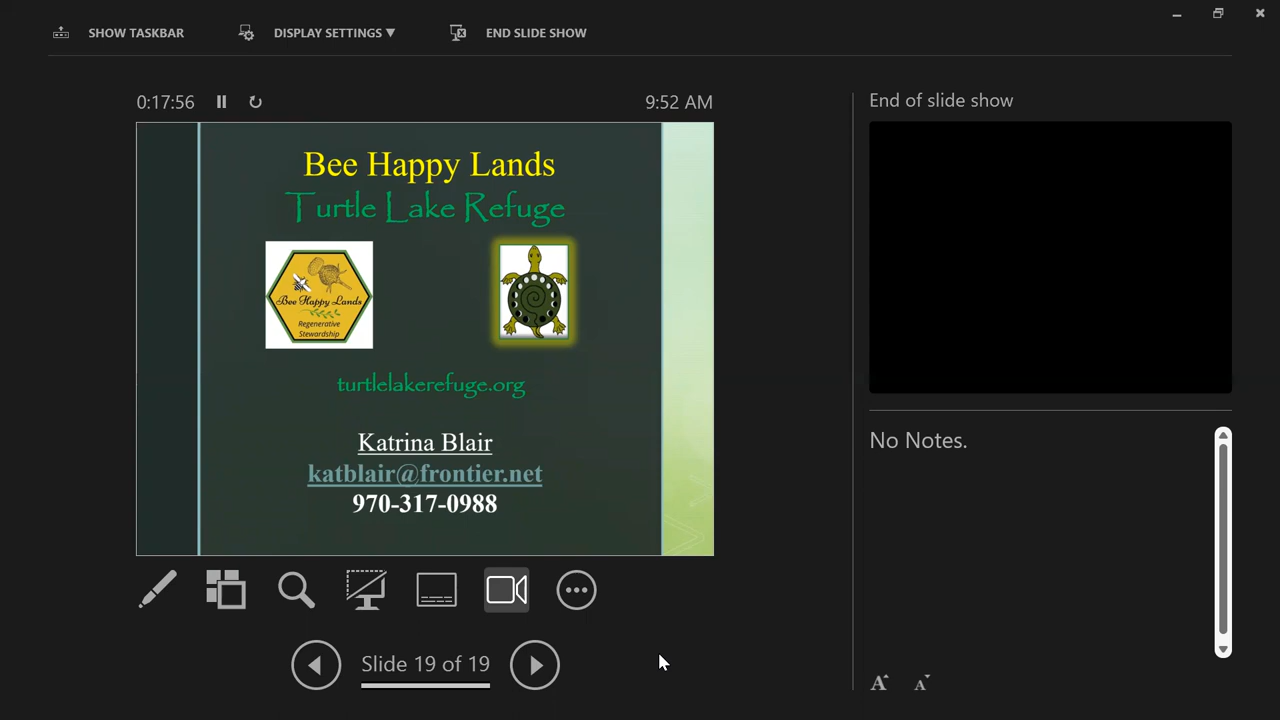 SHOW TASKBAR
DISPLAY SETTINGS ▼
END SLIDE SHOW
0:17:56
9:52 AM
Bee Happy Lands
Turtle Lake Refuge
Bee Happy Lands
Regenerative
Stewardship
turtlelakerefuge.org
Katrina Blair
katblair@frontier.net
970-317-0988
Slide 19 of 19
End of slide show
No Notes.
A A